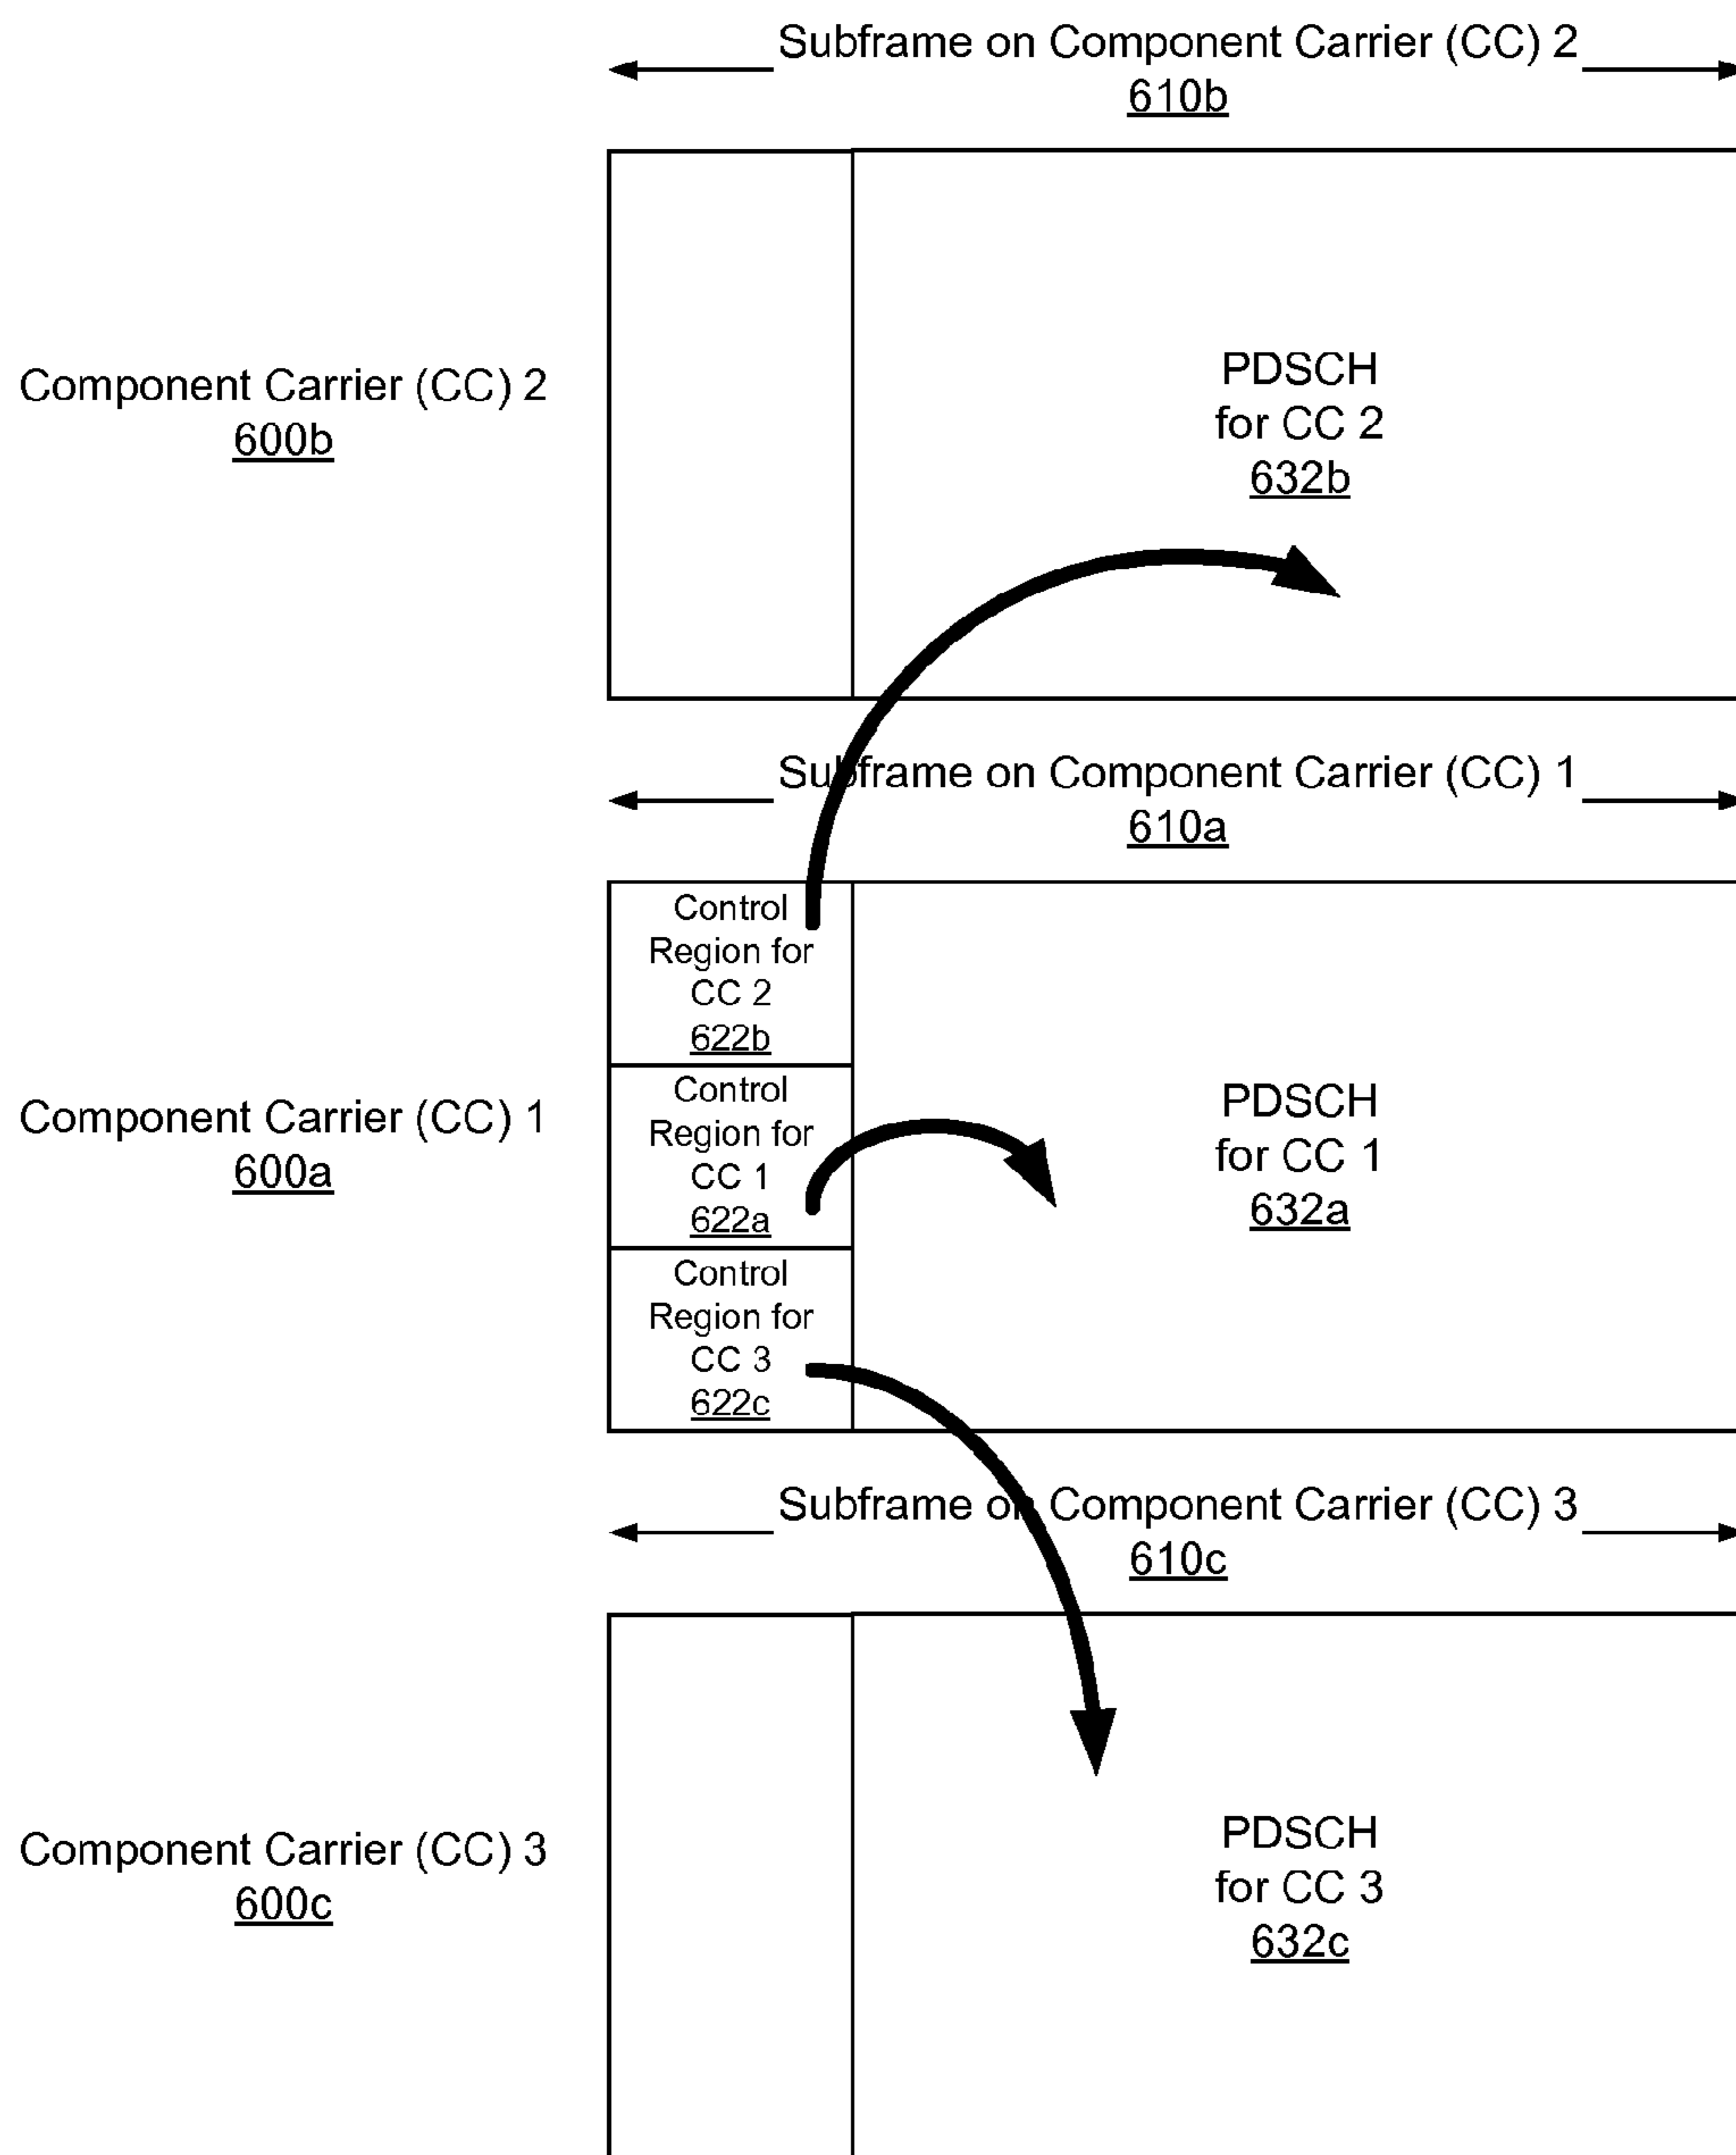 Subframe on Component Carrier (CC) 2
610b
Component Carrier (CC) 2
600b
PDSCH
for CC 2
632b
Subframe on Component Carrier (CC) 1
610a
Component Carrier (CC) 1
600a
Control
Region for
CC 2
622b
Control
Region for
CC 1
622a
Control
Region for
CC 3
622c
PDSCH
for CC 1
632a
Subframe on Component Carrier (CC) 3
610c
Component Carrier (CC) 3
600c
PDSCH
for CC 3
632c